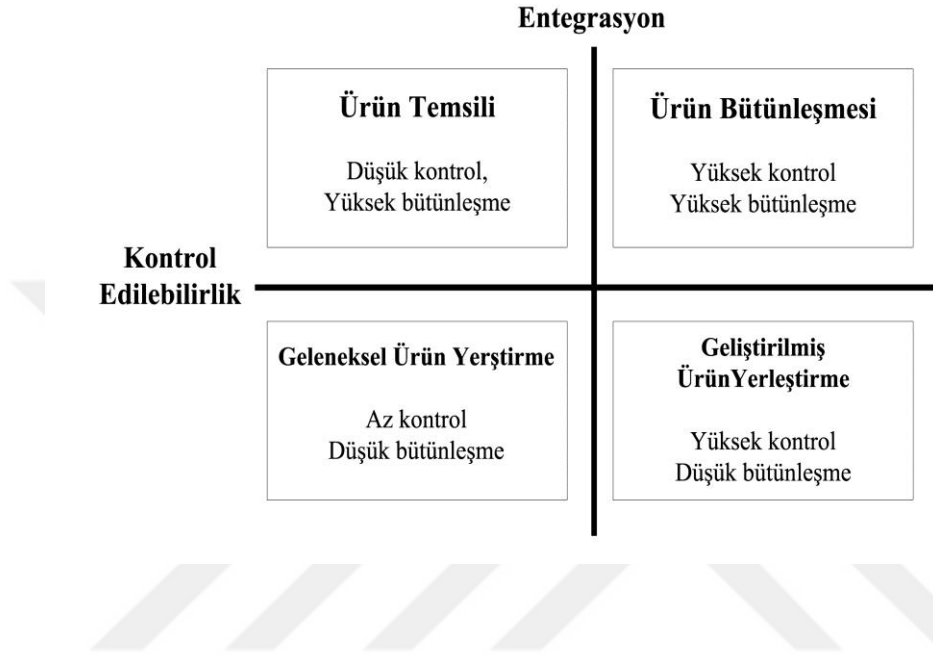 Entegrasyon
Ürün Temsili
Düşük kontrol,
Yüksek bütünleşme
Ürün Bütünleşmesi
Yüksek kontrol
Yüksek bütünleşme
Kontrol
Edilebilirlik
Geleneksel Ürün Yerştirme
Az kontrol
Düşük bütünleşme
Geliştirilmiş
ÜrünYerleştirme
Yüksek kontrol
Düşük bütünleşme